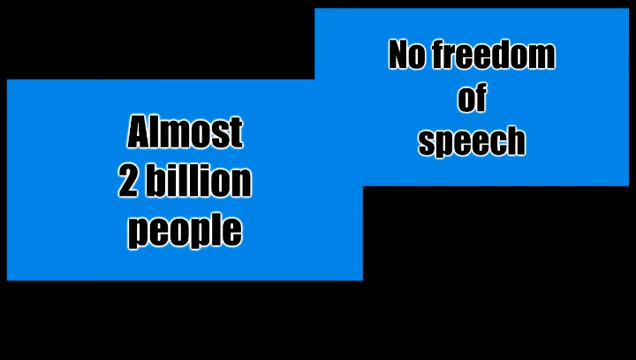 No freedom
of
speech
Almost
2 billion
people